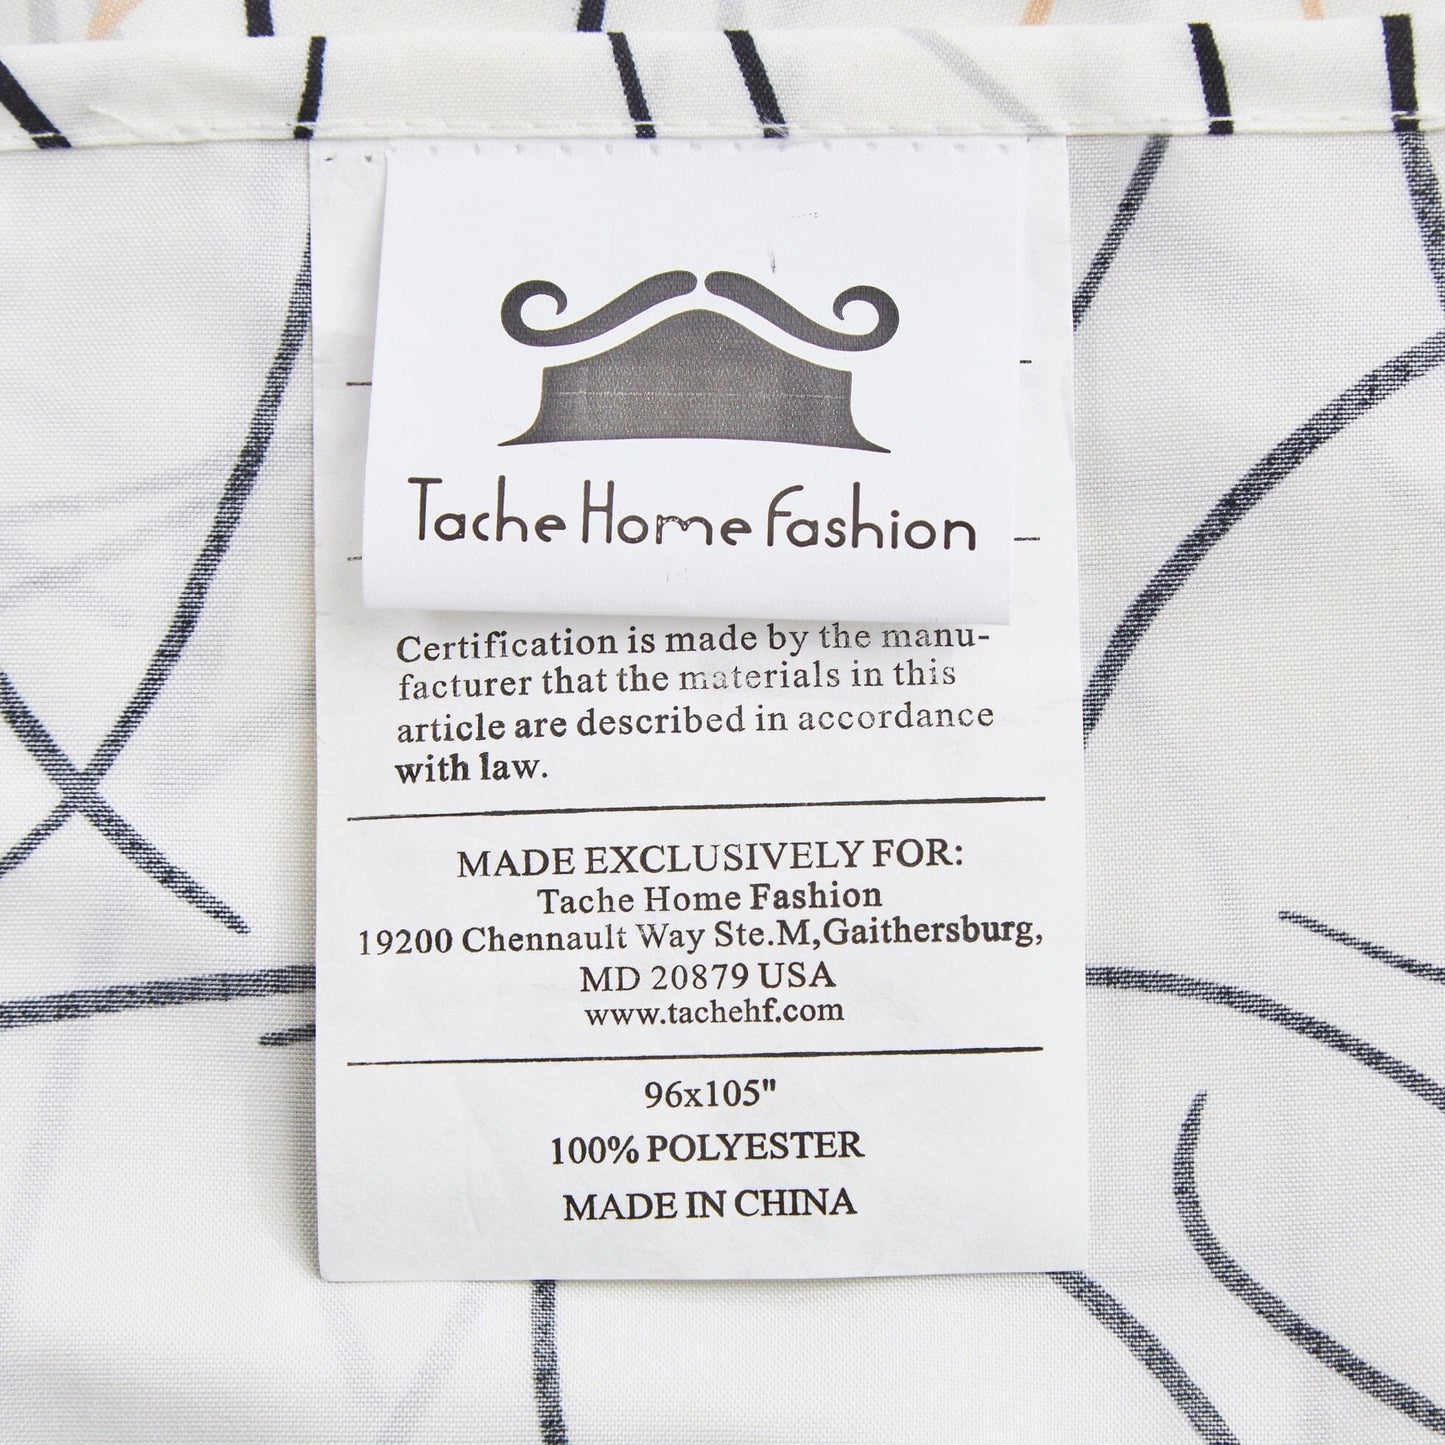 Tache Home Fashion
Certification is made by the manu-
facturer that the materials in this
article are described in accordance
with law.
MADE EXCLUSIVELY FOR:
Tache Home Fashion
19200 Chennault Way Ste.M,Gaithersburg,
MD 20879 USA
www.tachehf.com
96x105"
100% POLYESTER
MADE IN CHINA